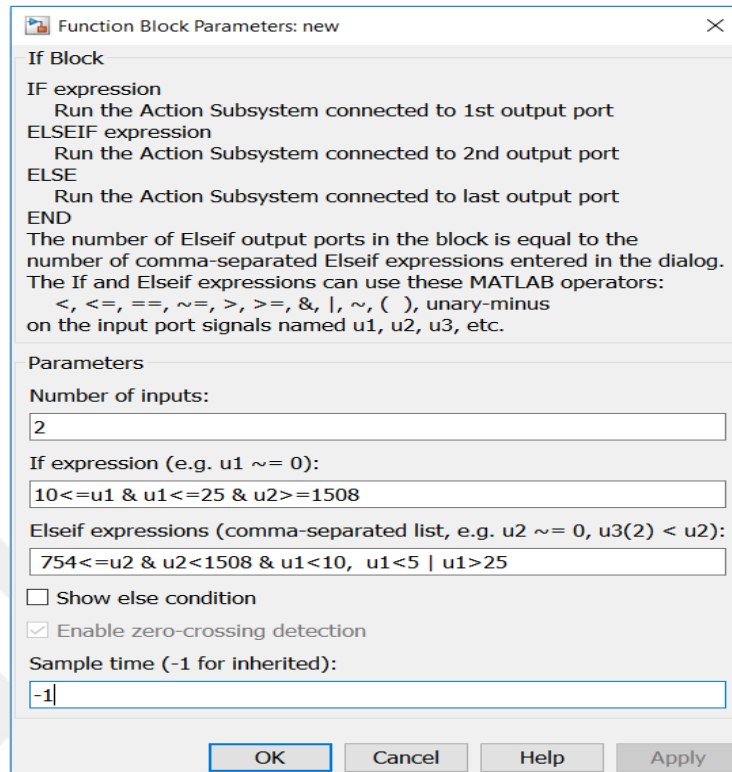 Function Block Parameters: new
If Block
IF expression
Run the Action Subsystem connected to 1st output port
ELSEIF expression
Run the Action Subsystem connected to 2nd output port
ELSE
Run the Action Subsystem connected to last output port
END
The number of Elseif output ports in the block is equal to the
number of comma-separated Elseif expressions entered in the dialog.
The If and Elseif expressions can use these MATLAB operators:
<, <=, ==, ~=, >, >=, &, |, ~, ( ), unary-minus
on the input port signals named u1, u2, u3, etc.
Parameters
Number of inputs:
2
If expression (e.g. u1 ~= 0):
10<=u1 & u1<=25 & u2>=1508
Elseif expressions (comma-separated list, e.g. u2 ~= 0, u3(2) < u2):
754<=u2 & u2<1508 & u1<10,  u1<5 | u1>25
Show else condition
Enable zero-crossing detection
Sample time (-1 for inherited):
-1
OK Cancel Help Apply